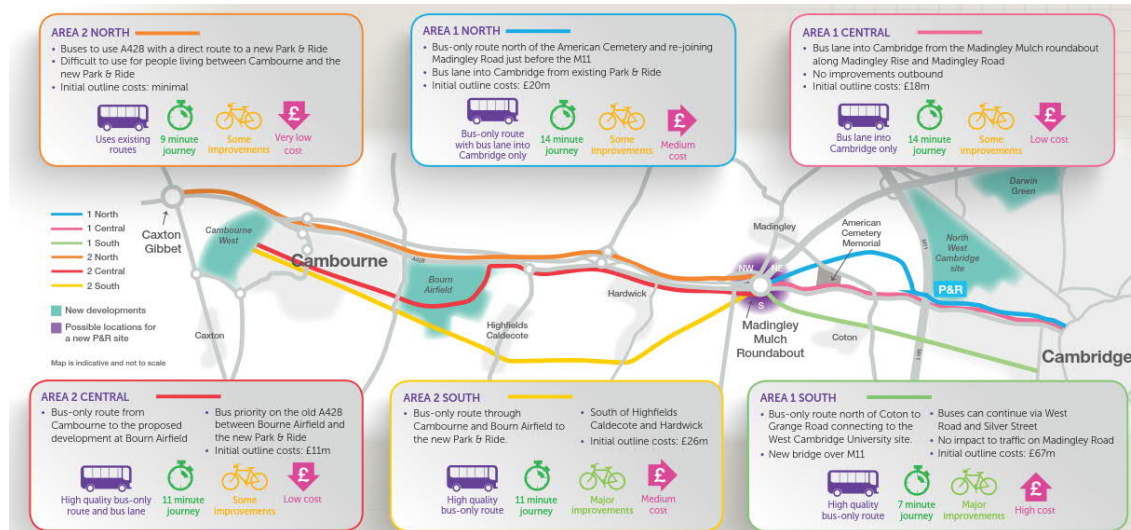 AREA 2 NORTH
• Buses to use A428 with a direct route to a new Park & Ride
• Difficult to use for people living between Cambourne and the
new Park & Ride
• Initial outline costs: minimal
Uses existing
routes
9 minute
journey
Some
improvements
£
Very low
cost
AREA 1 NORTH
• Bus-only route north of the American Cemetery and re-joining
Madingley Road just before the M11
• Bus lane into Cambridge from existing Park & Ride
• Initial outline costs: £20m
Bus-only route
with bus lane into
Cambridge only
14 minute
journey
Some
improvements
£
Medium
cost
AREA 1 CENTRAL
• Bus lane into Cambridge from the Madingley Mulch roundabout
along Madingley Rise and Madingley Road
• No improvements outbound
• Initial outline costs: £18m
Bus lane into
Cambridge only
14 minute
journey
Some
improvements
£
Low cost
1 North
1 Central
1 South
2 North
2 Central
2 South
New developments
Possible locations for
a new P&R site
Map is indicative and not to scale
Caxton
Gibbet
Cambourne
West
Cambourne
Caxton
A428
Bourn
Airfield
Highfields
Caldecote
Hardwick
Madingley
NW
NE
S
Madingley
Mulch
Roundabout
American
Cemetery
Memorial
Coton
M11
M11
Darwin
Green
North
West
Cambridge
site
P&R
Cambridge
AREA 2 CENTRAL
• Bus-only route from
Cambourne to the proposed
development at Bourn Airfield
• Bus priority on the old A428
between Bourne Airfield and
the new Park & Ride
• Initial outline costs: £11m
High quality bus-only
route and bus lane
11 minute
journey
Some
improvements
£
Low cost
AREA 2 SOUTH
• Bus-only route through
Cambourne and Bourn Airfield to
the new Park & Ride.
• South of Highfields
Caldecote and Hardwick
• Initial outline costs: £26m
High quality
bus-only route
11 minute
journey
Major
improvements
£
Medium
cost
AREA 1 SOUTH
• Bus-only route north of Coton to
Grange Road connecting to the
West Cambridge University site.
• New bridge over M11
• Buses can continue via West
Road and Silver Street
• No impact to traffic on Madingley Road
• Initial outline costs: £67m
High quality
bus-only route
7 minute
journey
Major
improvements
£
High cost